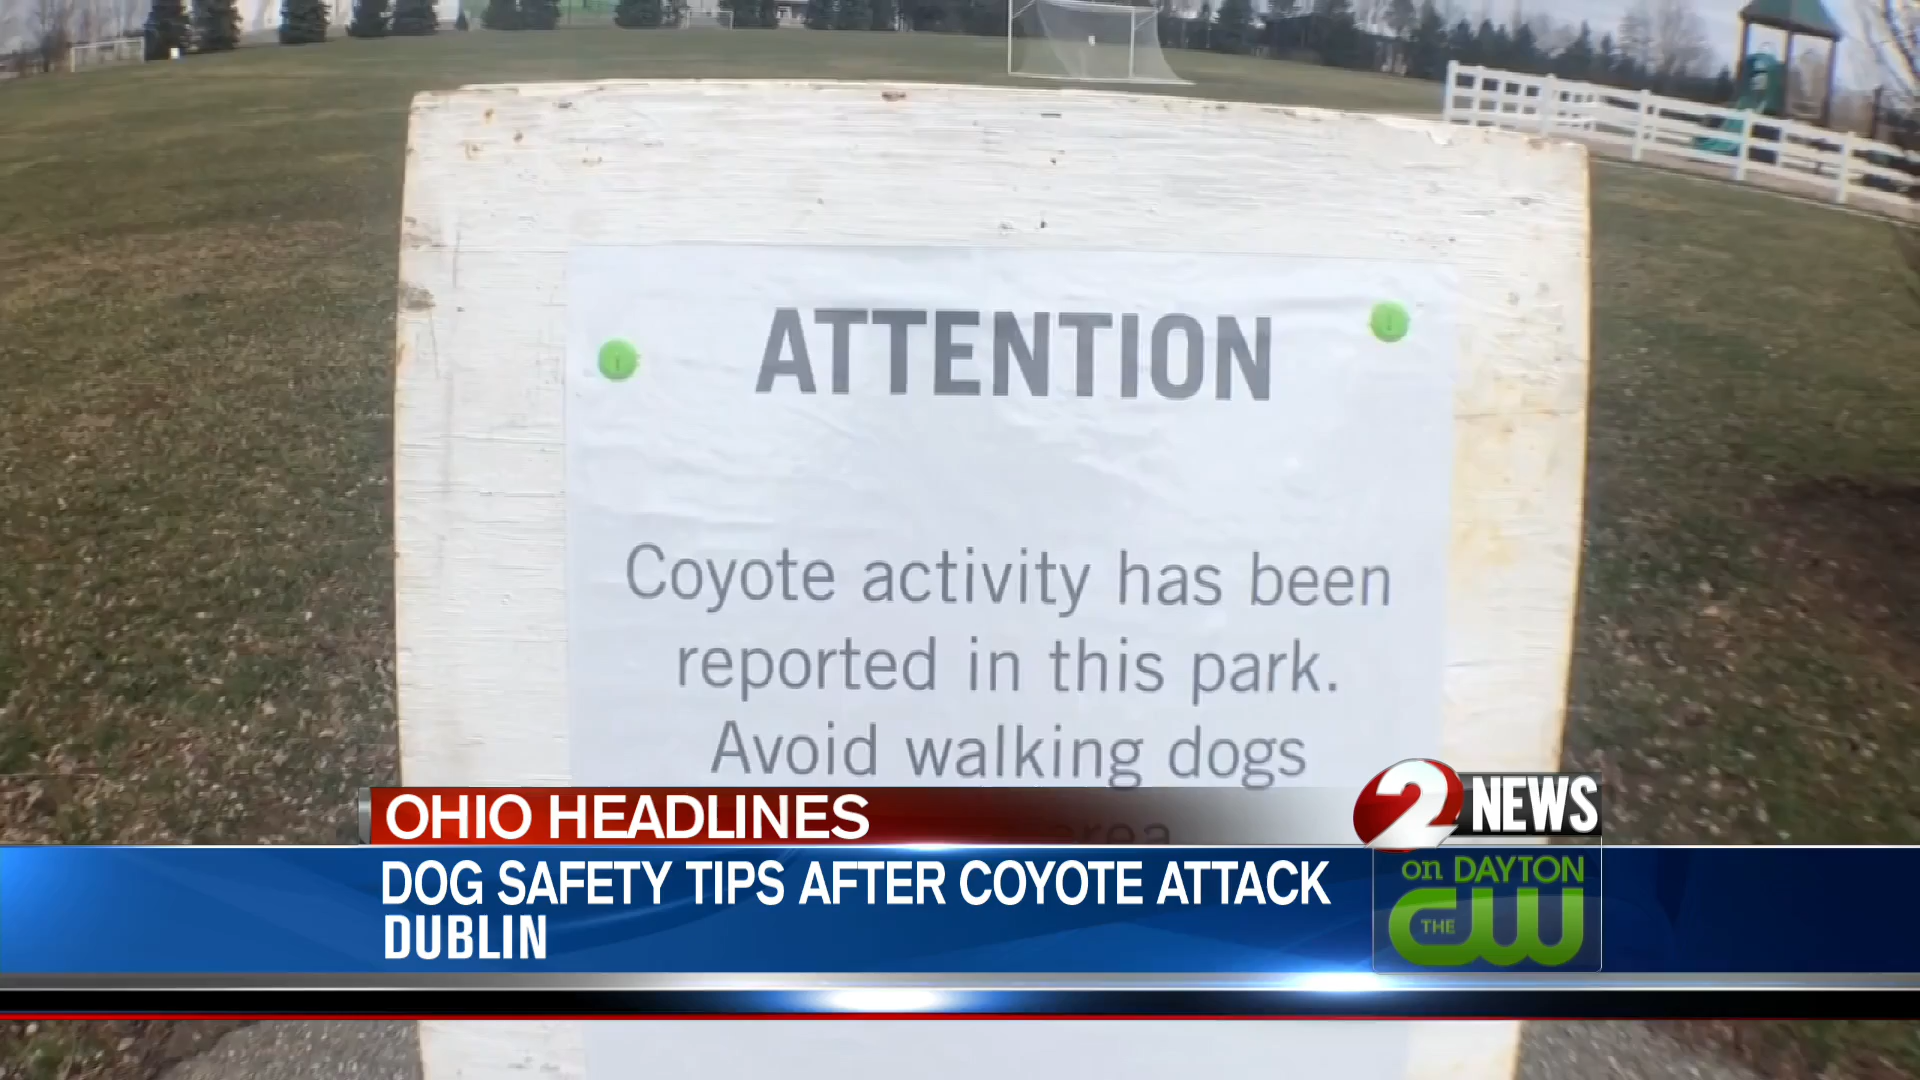 ATTENTION
Coyote activity has been
reported in this park.
Avoid walking dogs
area
OHIO HEADLINES
DOG SAFETY TIPS AFTER COYOTE ATTACK
DUBLIN
2 NEWS
on DAYTON
THE CW